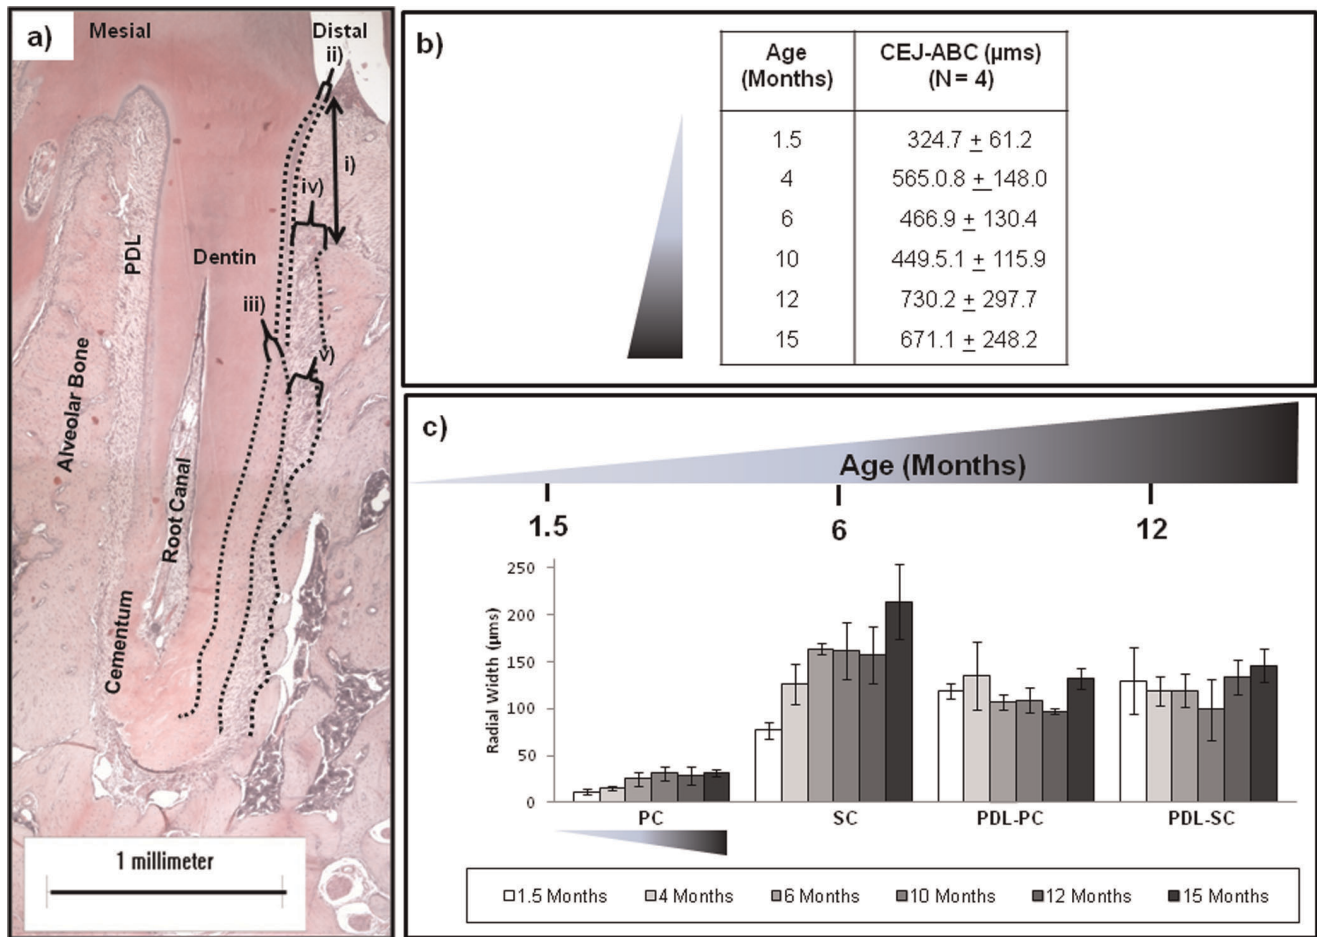 a)
Mesial
Distal
ii)
i)
iv)
PDL
Dentin
iii)
v)
Alveolar Bone
Root Canal
Cementum
1 millimeter
b)
Age
(Months)
CEJ-ABC (µms)
(N= 4)
1.5
324.7 ± 61.2
4
565.0.8 ± 148.0
6
466.9 ± 130.4
10
449.5.1 ± 115.9
12
730.2 ± 297.7
15
671.1 ± 248.2
c)
Age (Months)
1.5
6
12
Radial Width (µms)
250
200
150
100
50
0
PC
SC
PDL-PC
PDL-SC
1.5 Months
4 Months
6 Months
10 Months
12 Months
15 Months